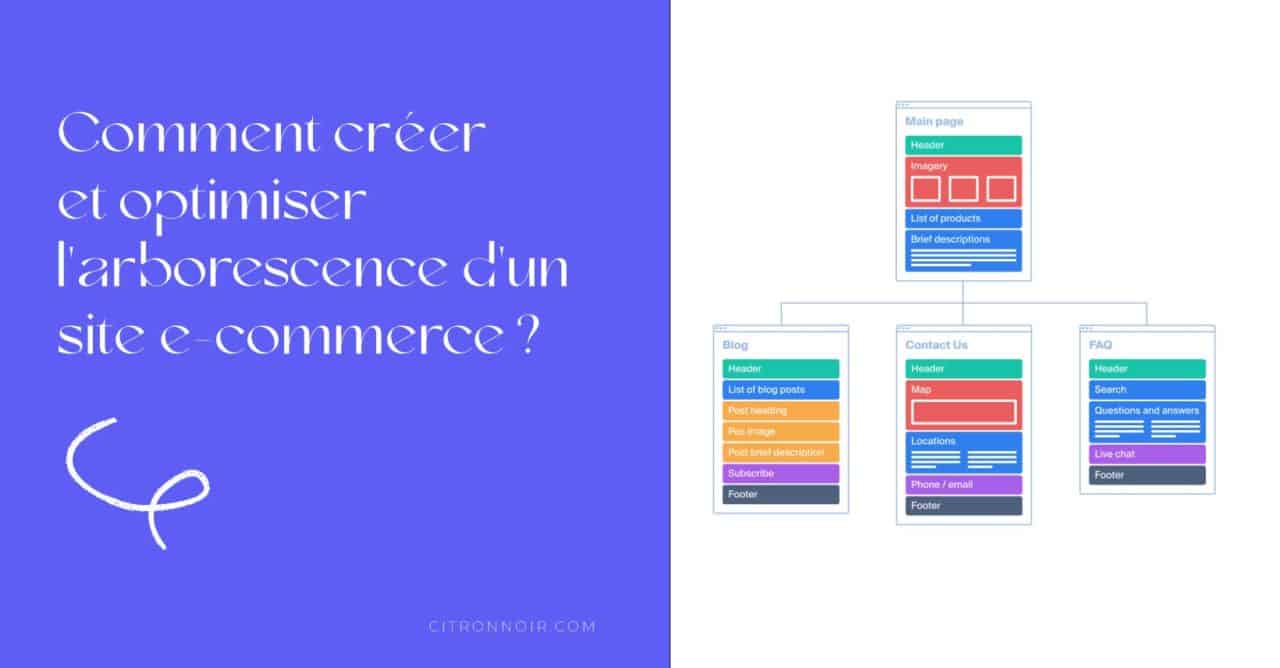 Comment créer
et optimiser
l'arborescence d'un
site e-commerce ?
CITRONNOIR.COM
Main page
Header
Imagery
List of products
Brief descriptions
Blog
Header
List of blog posts
Post heading
Pos image
Post brief description
Subscribe
Footer
Contact Us
Header
Map
Locations
Phone / email
Footer
FAQ
Header
Search
Questions and answers
Live chat
Footer